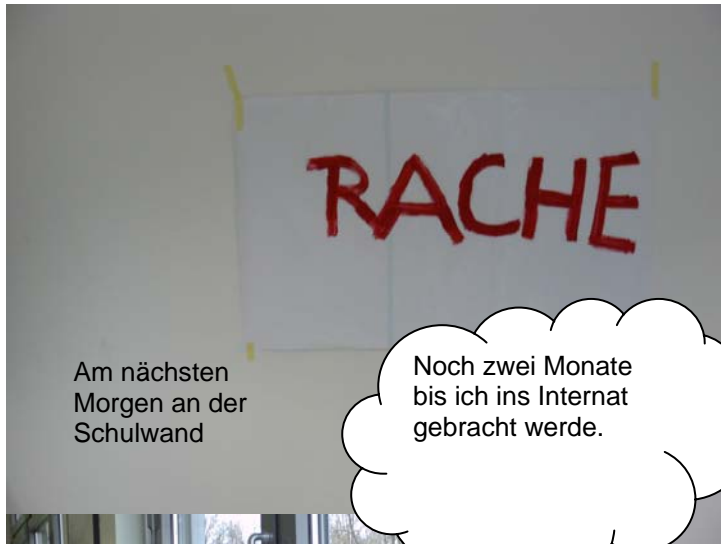 RACHE
Am nächsten
Morgen an der
Schulwand
Noch zwei Monate
bis ich ins Internat
gebracht werde.